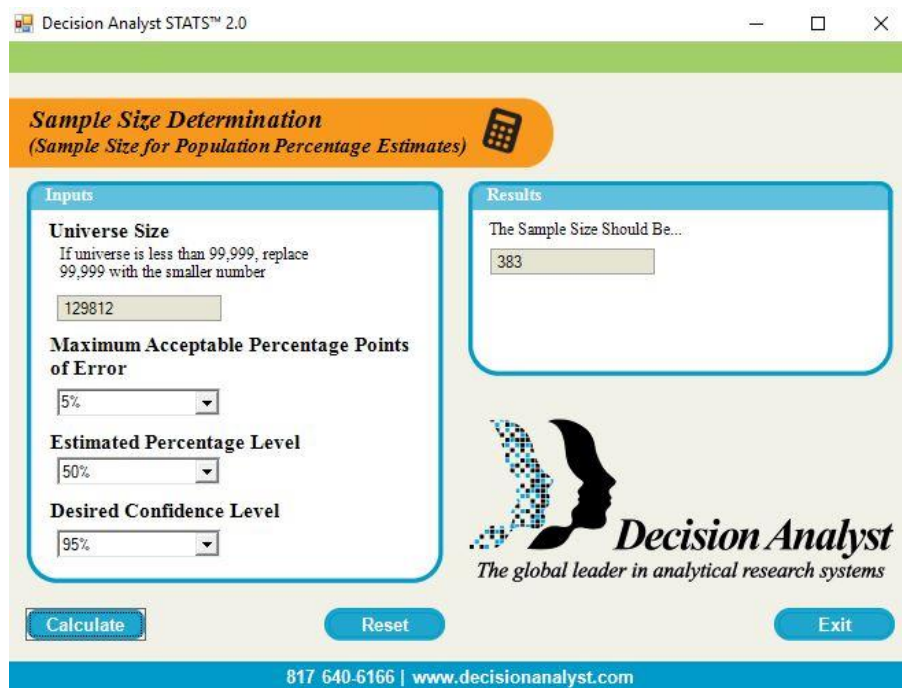 Decision Analyst STATS™ 2.0
Sample Size Determination
(Sample Size for Population Percentage Estimates)
Inputs
Universe Size
If universe is less than 99,999, replace
99,999 with the smaller number
129812
Maximum Acceptable Percentage Points
of Error
5%
Estimated Percentage Level
50%
Desired Confidence Level
95%
Results
The Sample Size Should Be...
383
Decision Analyst
The global leader in analytical research systems
Calculate
Reset
Exit
817 640-6166 | www.decisionanalyst.com